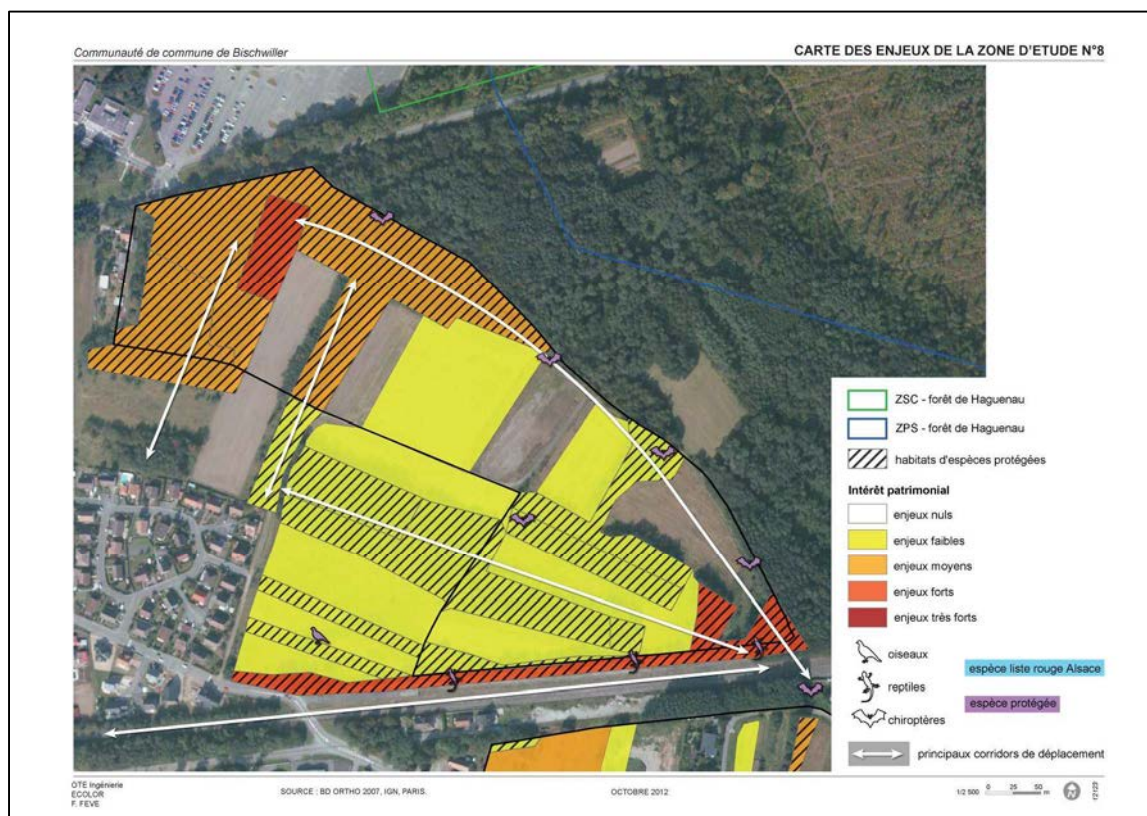 Communauté de commune de Bischwiller
CARTE DES ENJEUX DE LA ZONE D'ETUDE N°8
ZSC - forêt de Haguenau
ZPS - forêt de Haguenau
habitats d'espèces protégées
Intérêt patrimonial
enjeux nuls
enjeux faibles
enjeux moyens
enjeux forts
enjeux très forts
oiseaux
reptiles
chiroptères
espèce liste rouge Alsace
espèce protégée
principaux corridors de déplacement
OTE Ingénierie
ECOLOR
F. FEVE
SOURCE : BD ORTHO 2007, IGN, PARIS.
OCTOBRE 2012
1/2 500 0 25 50 m
N
12123